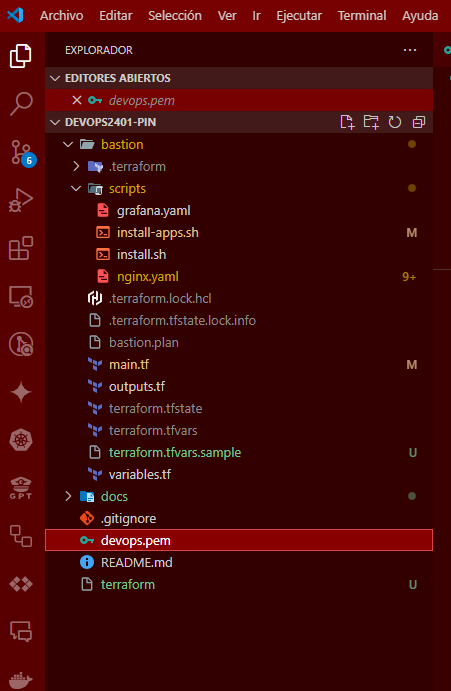 Archivo Editar Selección Ver Ir Ejecutar Terminal Ayuda
EXPLORADOR
EDITORES ABIERTOS
devops.pem
DEVOPS2401-PIN
bastion
.terraform
6
scripts
grafana.yaml
install-apps.sh M
install.sh
nginx.yaml 9+
.terraform.lock.hcl
.terraform.tfstate.lock.info
bastion.plan
main.tf M
outputs.tf
terraform.tfstate
terraform.tfvars
terraform.tfvars.sample U
variables.tf
GPT
docs
.gitignore
devops.pem
README.md
terraform U